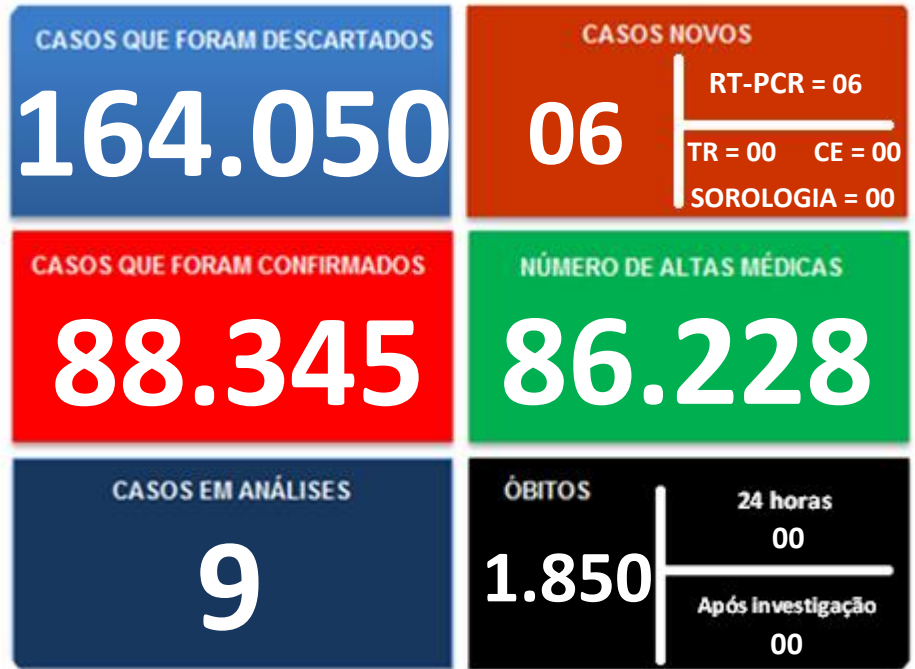 CASOS QUE FORAM DESCARTADOS
164.050
CASOS NOVOS
06
RT-PCR = 06
TR = 00 CE = 00
SOROLOGIA = 00
CASOS QUE FORAM CONFIRMADOS
88.345
NÚMERO DE ALTAS MÉDICAS
86.228
CASOS EM ANÁLISES
9
ÓBITOS
1.850
24 horas
00
Após investigação
00